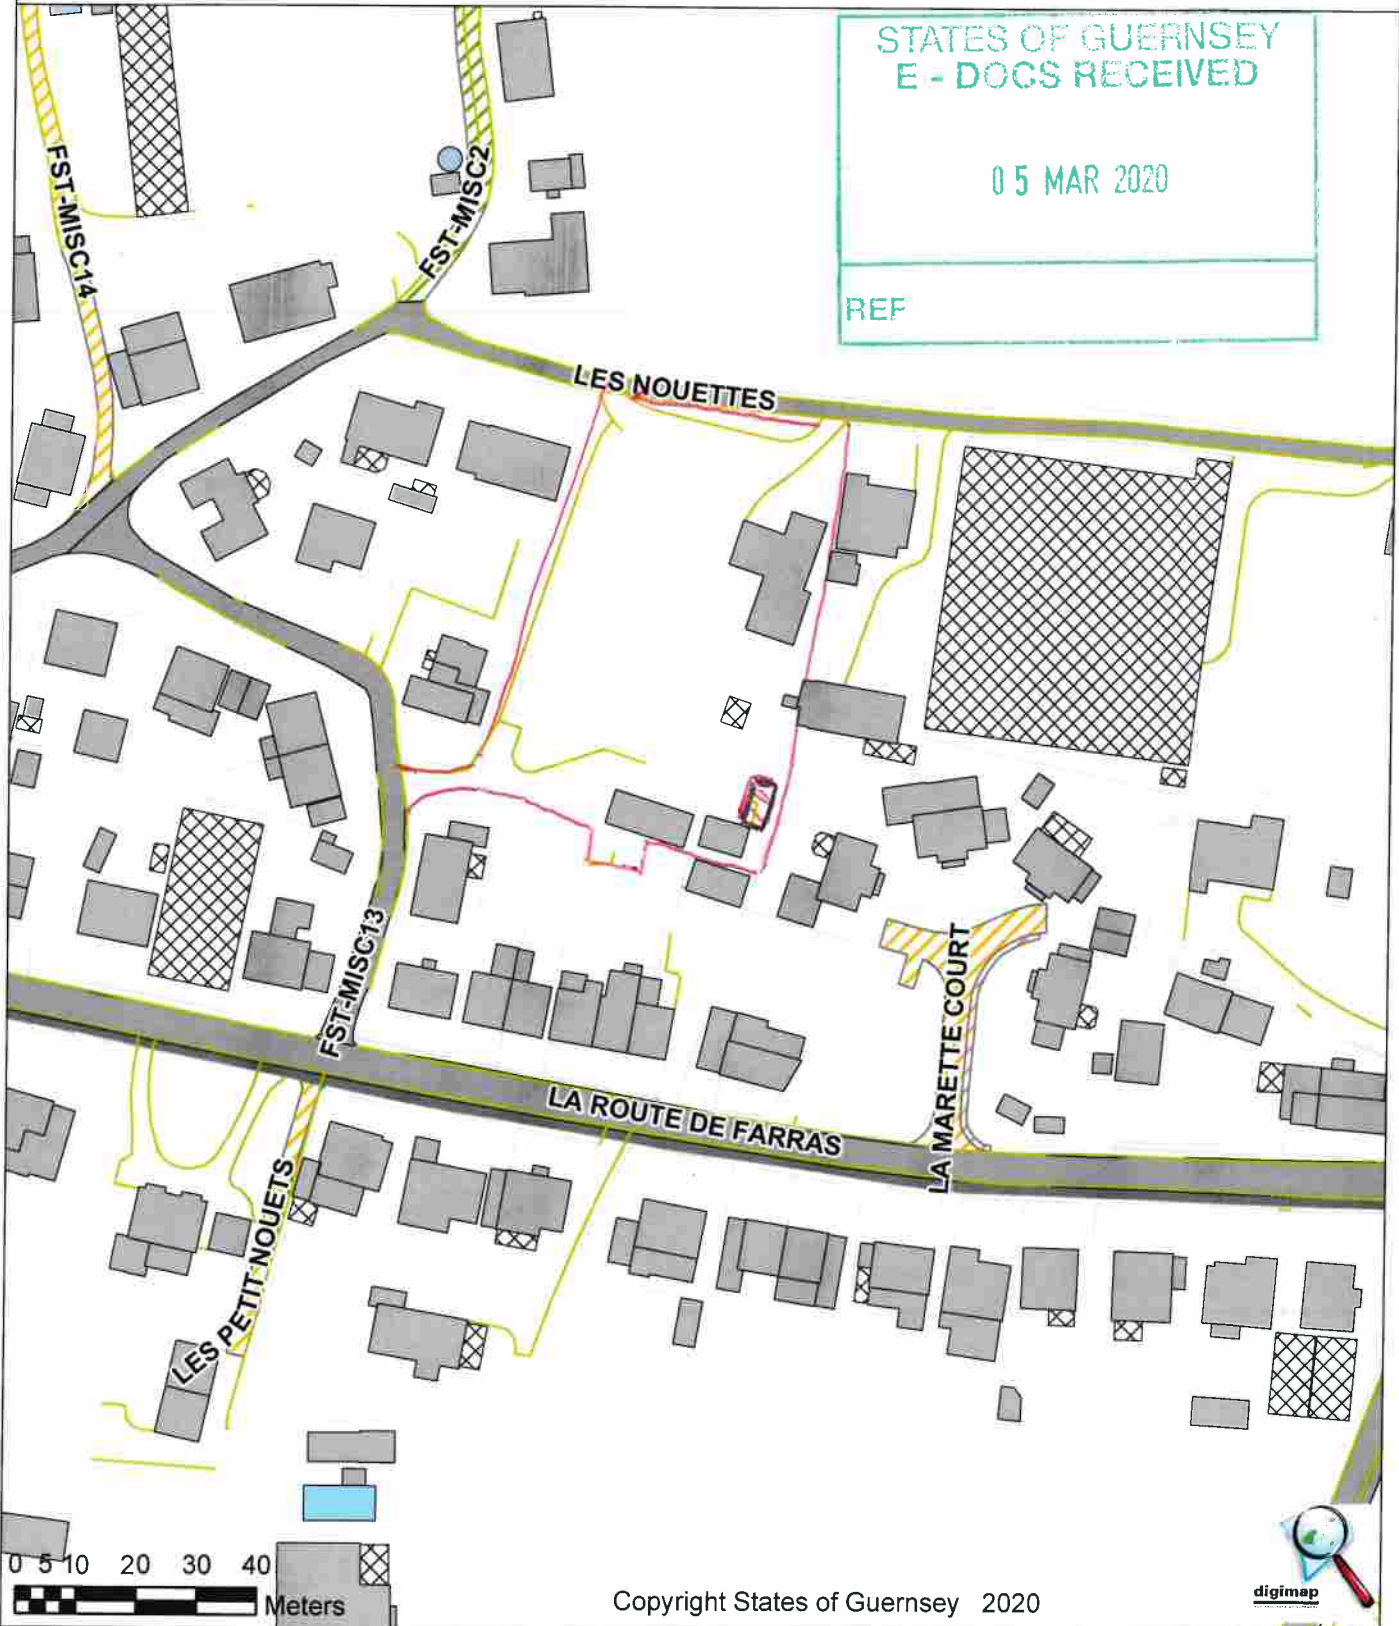 STATES OF GUERNSEY
E - DOCS RECEIVED
05 MAR 2020
REF
FST-MISC14
FST-MISC2
LES NOUETTES
FST-MISC13
LA MARETTE COURT
LA ROUTE DE FARRAS
LES PETIT NOUETS
0 5 10 20 30 40
Meters
Copyright States of Guernsey 2020
digimap